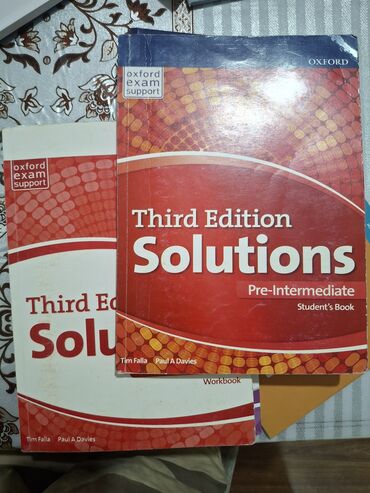 OXFORD
oxford
exam
support
Third Edition
Solutions
Pre-Intermediate
Student's Book
Tim Falla Paul A Davies
oxford
exam
support
Third Ed
Solu
Workbook
Tim Falla Paul A Davies